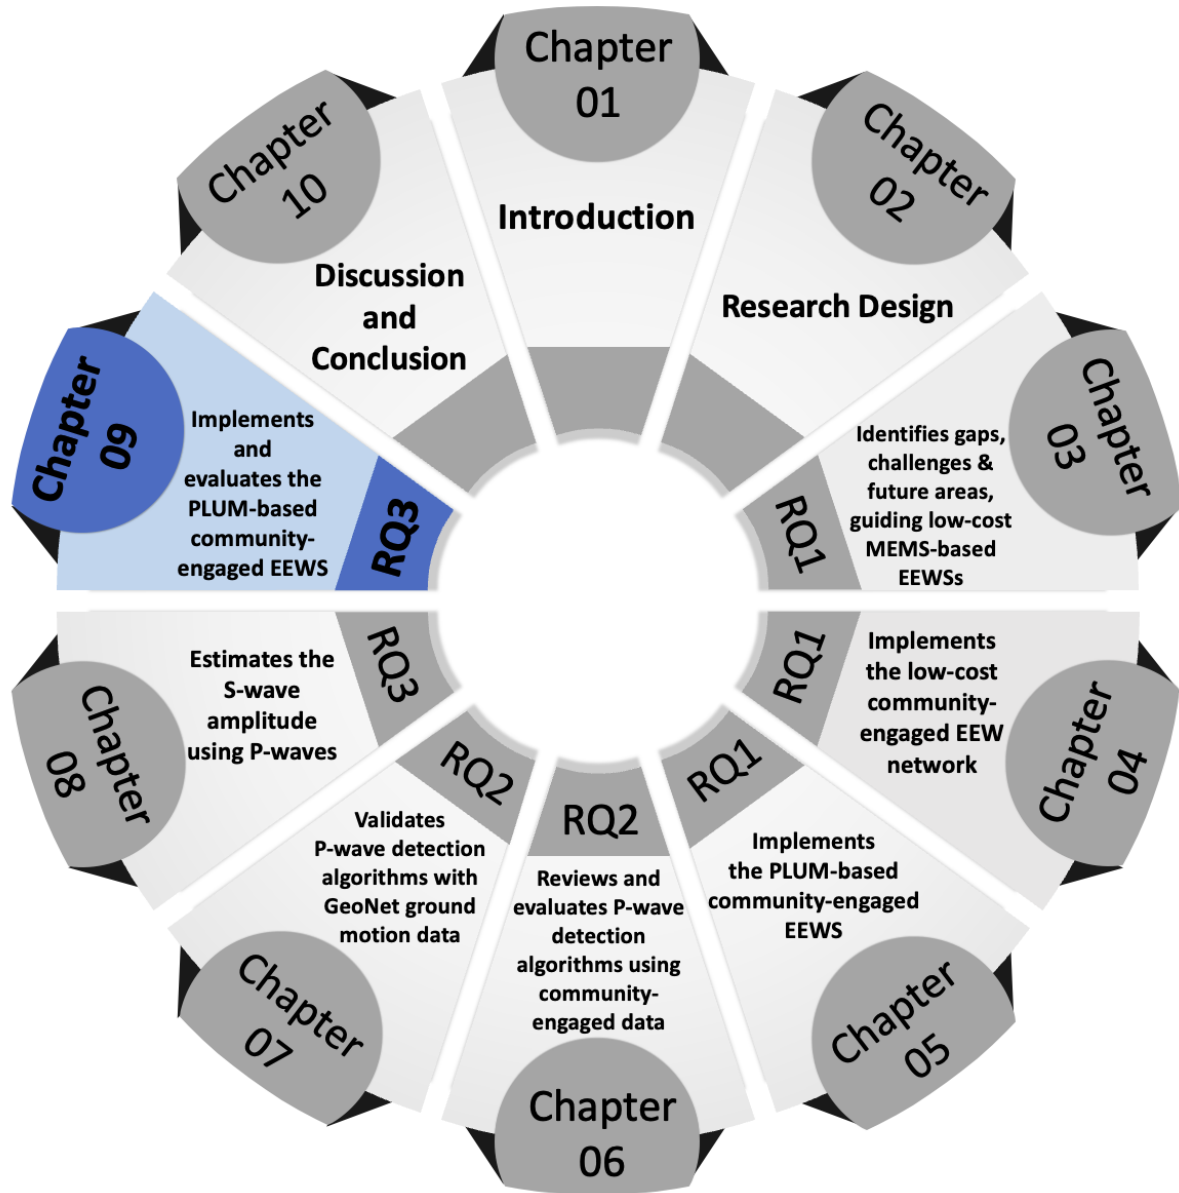 Chapter
01
Introduction
Chapter
02
Research Design
Chapter
03
Identifies gaps,
challenges &
future areas,
guiding low-cost
MEMS-based
EEWSs
RQ1
Chapter
04
Implements
the low-cost
community-
engaged EEW
network
RQ1
Chapter
05
Implements
the PLUM-based
community-engaged
EEWS
RQ1
Chapter
06
Reviews and
evaluates P-wave
detection
algorithms using
community-
engaged data
RQ2
Chapter
07
Validates
P-wave detection
algorithms with
GeoNet ground
motion data
RQ2
Chapter
08
Estimates the
S-wave
amplitude
using P-waves
RQ3
Chapter
09
Implements
and
evaluates the
PLUM-based
community-
engaged EEWS
RQ3
Chapter
10
Discussion
and
Conclusion